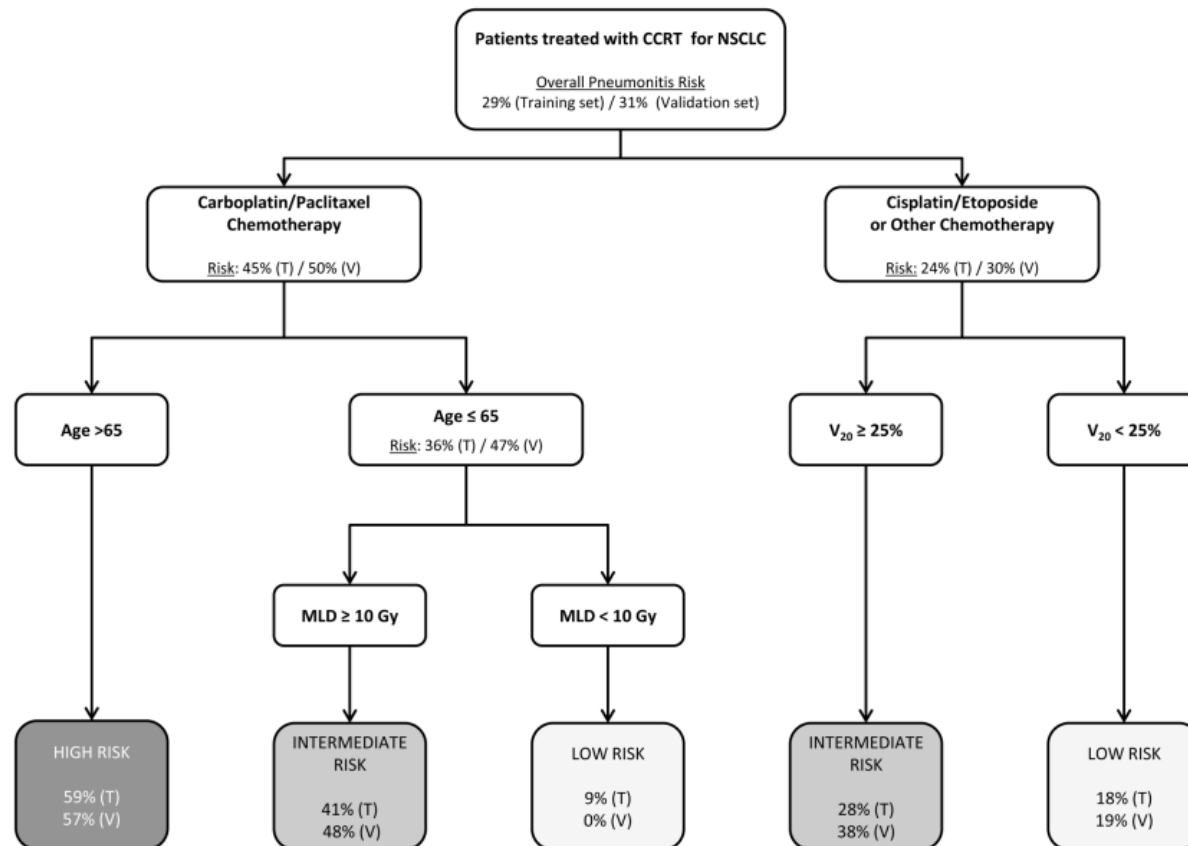 Patients treated with CCRT for NSCLC
Overall Pneumonitis Risk
29% (Training set) / 31% (Validation set)
Carboplatin/Paclitaxel
Chemotherapy
Risk: 45% (T) / 50% (V)
Cisplatin/Etoposide
or Other Chemotherapy
Risk: 24% (T) / 30% (V)
Age >65
Age ≤ 65
Risk: 36% (T) / 47% (V)
V₂₀ ≥ 25%
V₂₀ < 25%
MLD ≥ 10 Gy
MLD < 10 Gy
HIGH RISK
59% (T)
57% (V)
INTERMEDIATE
RISK
41% (T)
48% (V)
LOW RISK
9% (T)
0% (V)
INTERMEDIATE
RISK
28% (T)
38% (V)
LOW RISK
18% (T)
19% (V)